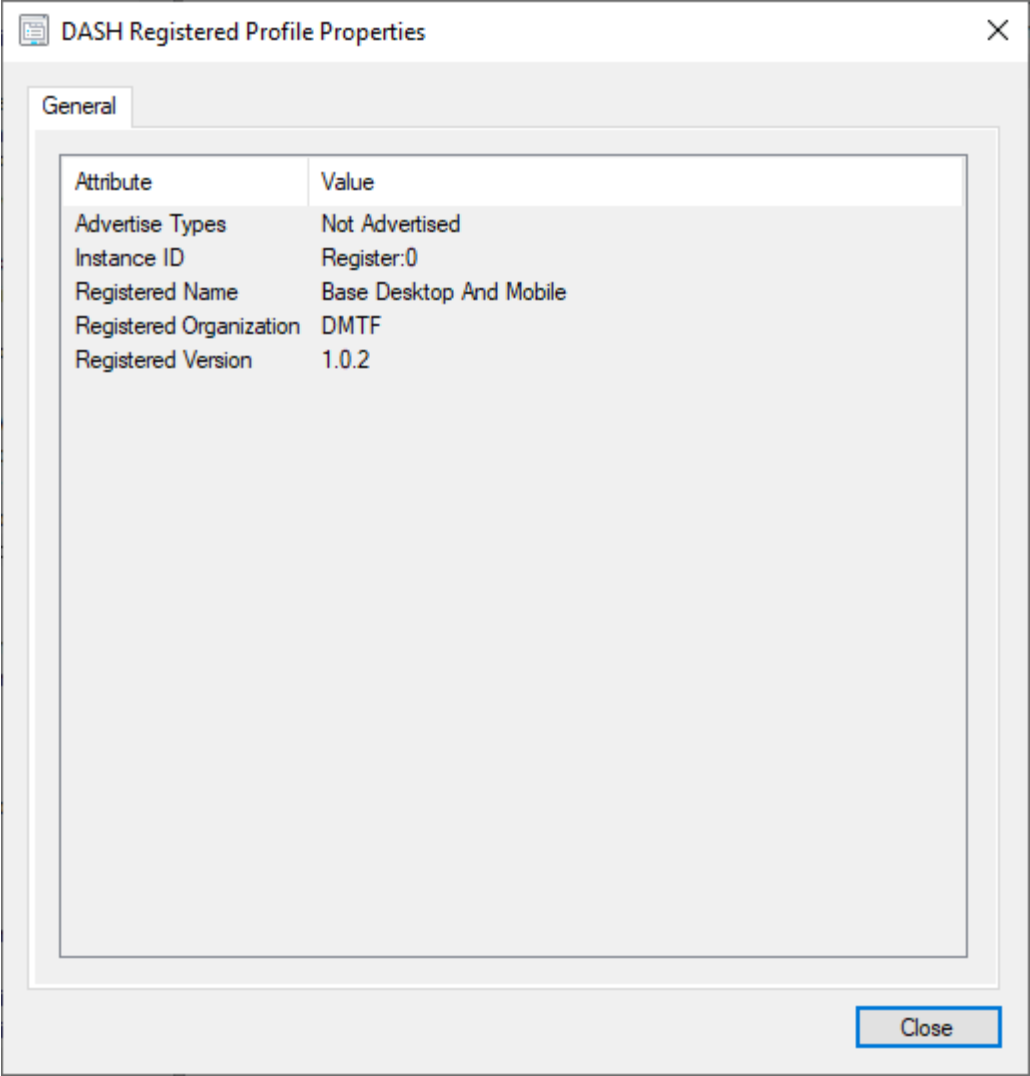 DASH Registered Profile Properties
General
Attribute Value
Advertise Types Not Advertised
Instance ID Register:0
Registered Name Base Desktop And Mobile
Registered Organization DMTF
Registered Version 1.0.2
Close